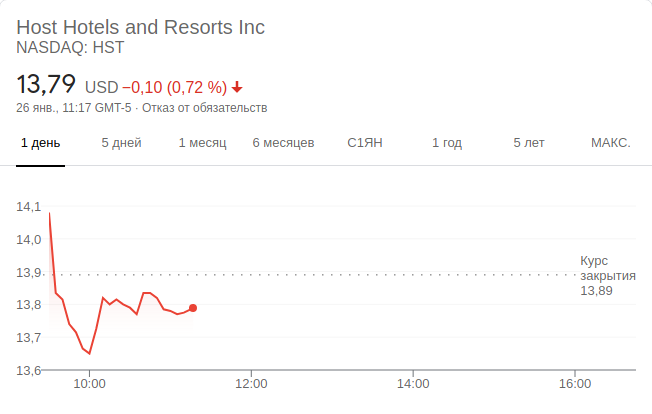 Host Hotels and Resorts Inc
NASDAQ: HST
13,79 USD −0,10 (0,72 %)
26 янв., 11:17 GMT-5 · Отказ от обязательств
1 день 5 дней 1 месяц 6 месяцев С1ЯН 1 год 5 лет МАКС.
14,1
14,0
13,9
13,8
13,7
13,6
Курс
закрытия
13,89
10:00 12:00 14:00 16:00